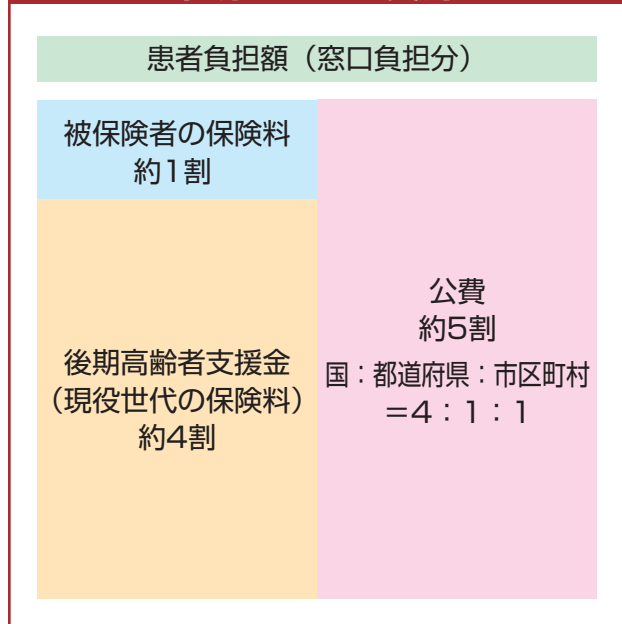 患者負担額（窓口負担分）
被保険者の保険料
約1割
後期高齢者支援金
（現役世代の保険料）
約4割
公費
約5割
国：都道府県：市区町村
＝4：1：1